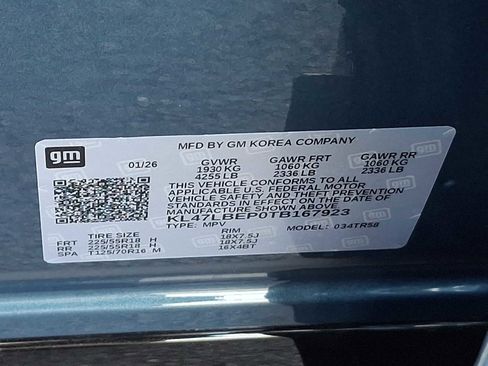 MFD BY GM KOREA COMPANY
gm
01/26 GVWR GAWR FRT GAWR RR
1930 KG 1060 KG 1060 KG
4255 LB 2336 LB 2336 LB
THIS VEHICLE CONFORMS TO ALL
APPLICABLE U.S. FEDERAL MOTOR
VEHICLE SAFETY AND THEFT PREVENTION
STANDARDS IN EFFECT ON THE DATE OF
MANUFACTURE SHOWN ABOVE.
KL47LBEP0TB167923
TYPE: MPV MODEL: 034TR58
TIRE SIZE RIM
FRT 225/55R18 H 18X7.5J
RR 225/55R18 H 18X7.5J
SPA T125/70R16 M 16X4BT